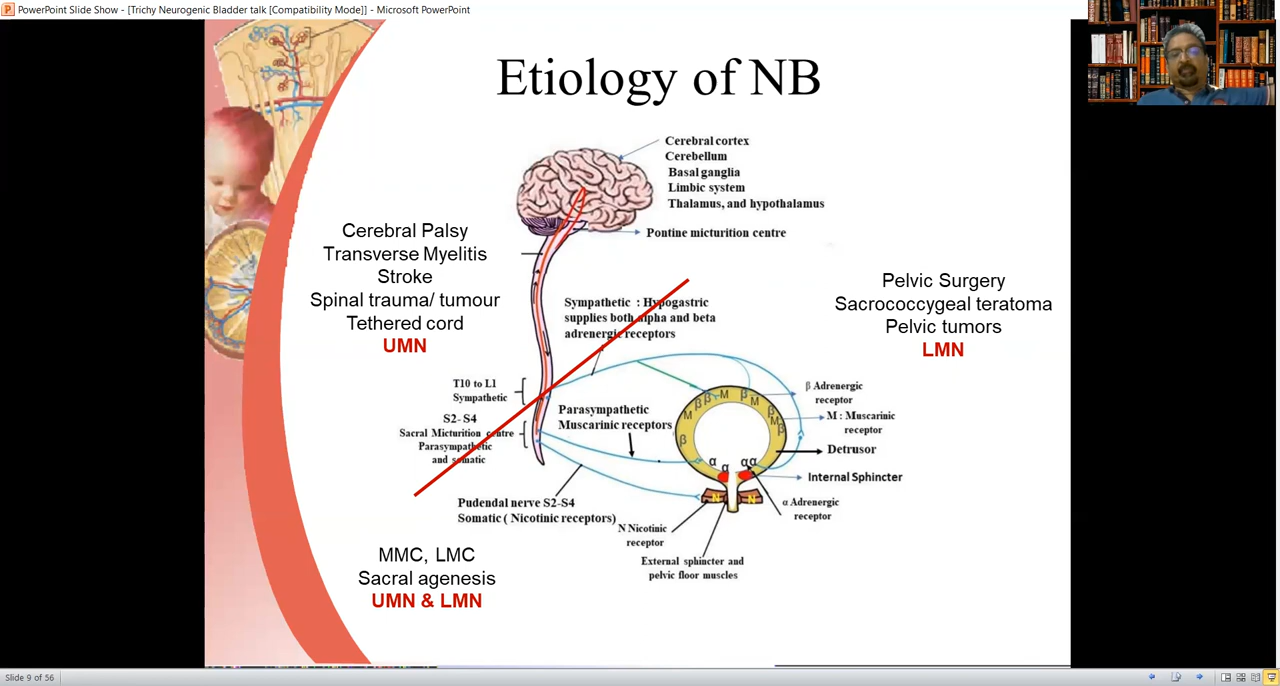 PowerPoint Slide Show - [Trichy Neurogenic Bladder talk [Compatibility Mode]] - Microsoft PowerPoint
Etiology of NB
Cerebral cortex
Cerebellum
Basal ganglia
Limbic system
Thalamus, and hypothalamus
Pontine micturition centre
Cerebral Palsy
Transverse Myelitis
Stroke
Spinal trauma/ tumour
Tethered cord
UMN
Sympathetic : Hypogastric
supplies both alpha and beta
adrenergic receptors
Pelvic Surgery
Sacrococcygeal teratoma
Pelvic tumors
LMN
T10 to L1
Sympathetic
S2- S4
Sacral Micturition centre
Parasympathetic
and somatic
Parasympathetic
Muscarinic receptors
β Adrenergic
receptor
M : Muscarinic
receptor
Detrusor
Internal Sphincter
α Adrenergic
receptor
β
β
β
M
β
M
β
M
β
M
β
α
α
αα
N
N
Pudendal nerve S2-S4
Somatic ( Nicotinic receptors)
N Nicotinic
receptor
External sphincter and
pelvic floor muscles
MMC, LMC
Sacral agenesis
UMN & LMN
Slide 9 of 56